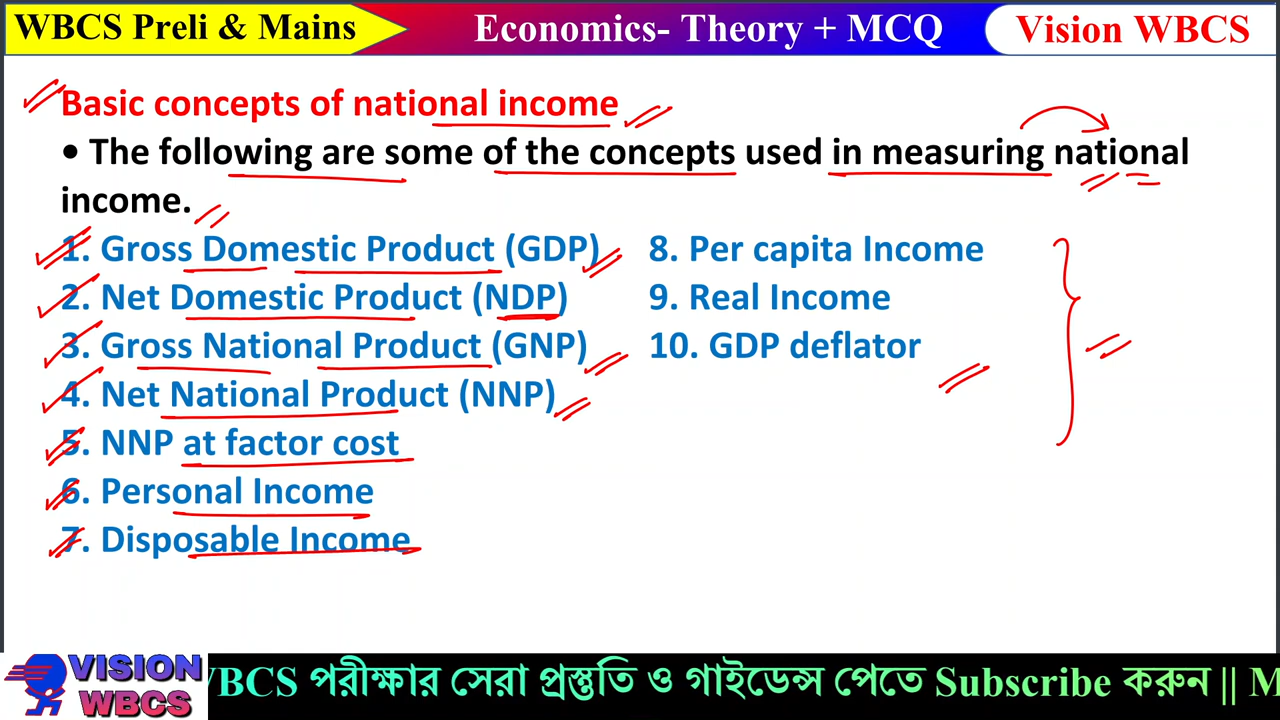 WBCS Preli & Mains
Economics- Theory + MCQ
Vision WBCS
Basic concepts of national income
• The following are some of the concepts used in measuring national
income.
1. Gross Domestic Product (GDP)
2. Net Domestic Product (NDP)
3. Gross National Product (GNP)
4. Net National Product (NNP)
5. NNP at factor cost
6. Personal Income
7. Disposable Income
8. Per capita Income
9. Real Income
10. GDP deflator
VISION
WBCS
WBCS পরীক্ষার সেরা প্রস্তুতি ও গাইডেন্স পেতে Subscribe করুন || M